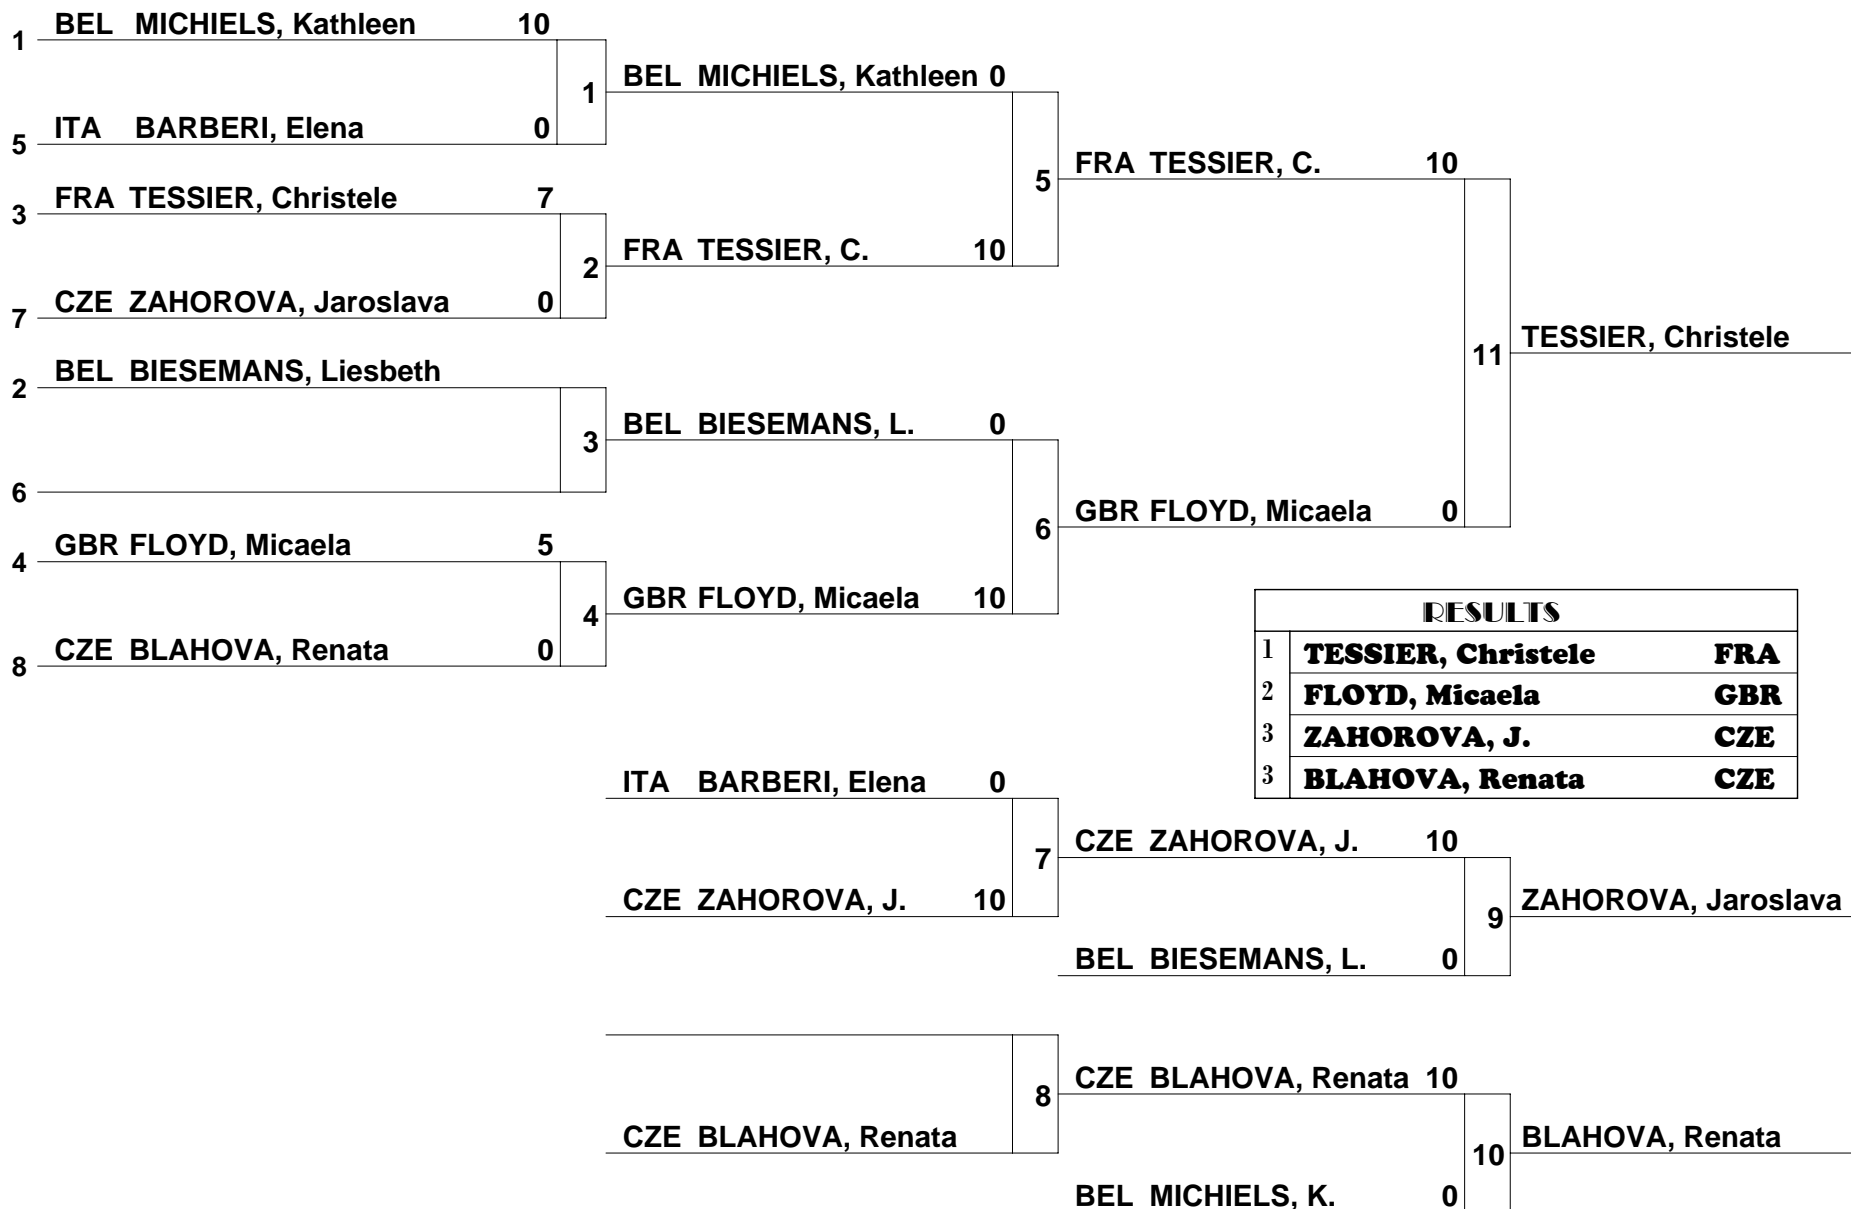 1 BEL MICHIELS, Kathleen 10
1
5 ITA BARBERI, Elena 0
3 FRA TESSIER, Christele 7
2
7 CZE ZAHOROVA, Jaroslava 0
2 BEL BIESEMANS, Liesbeth
3
6
4 GBR FLOYD, Micaela 5
4
8 CZE BLAHOVA, Renata 0
BEL MICHIELS, Kathleen 0
5
FRA TESSIER, C. 10
BEL BIESEMANS, L. 0
6
GBR FLOYD, Micaela 10
FRA TESSIER, C. 10
11
GBR FLOYD, Micaela 0
TESSIER, Christele
RESULTS
1 TESSIER, Christele FRA
2 FLOYD, Micaela GBR
3 ZAHOROVA, J. CZE
3 BLAHOVA, Renata CZE
ITA BARBERI, Elena 0
7
CZE ZAHOROVA, J. 10
CZE ZAHOROVA, J. 10
9
BEL BIESEMANS, L. 0
ZAHOROVA, Jaroslava
8
CZE BLAHOVA, Renata
CZE BLAHOVA, Renata 10
10
BEL MICHIELS, K. 0
BLAHOVA, Renata